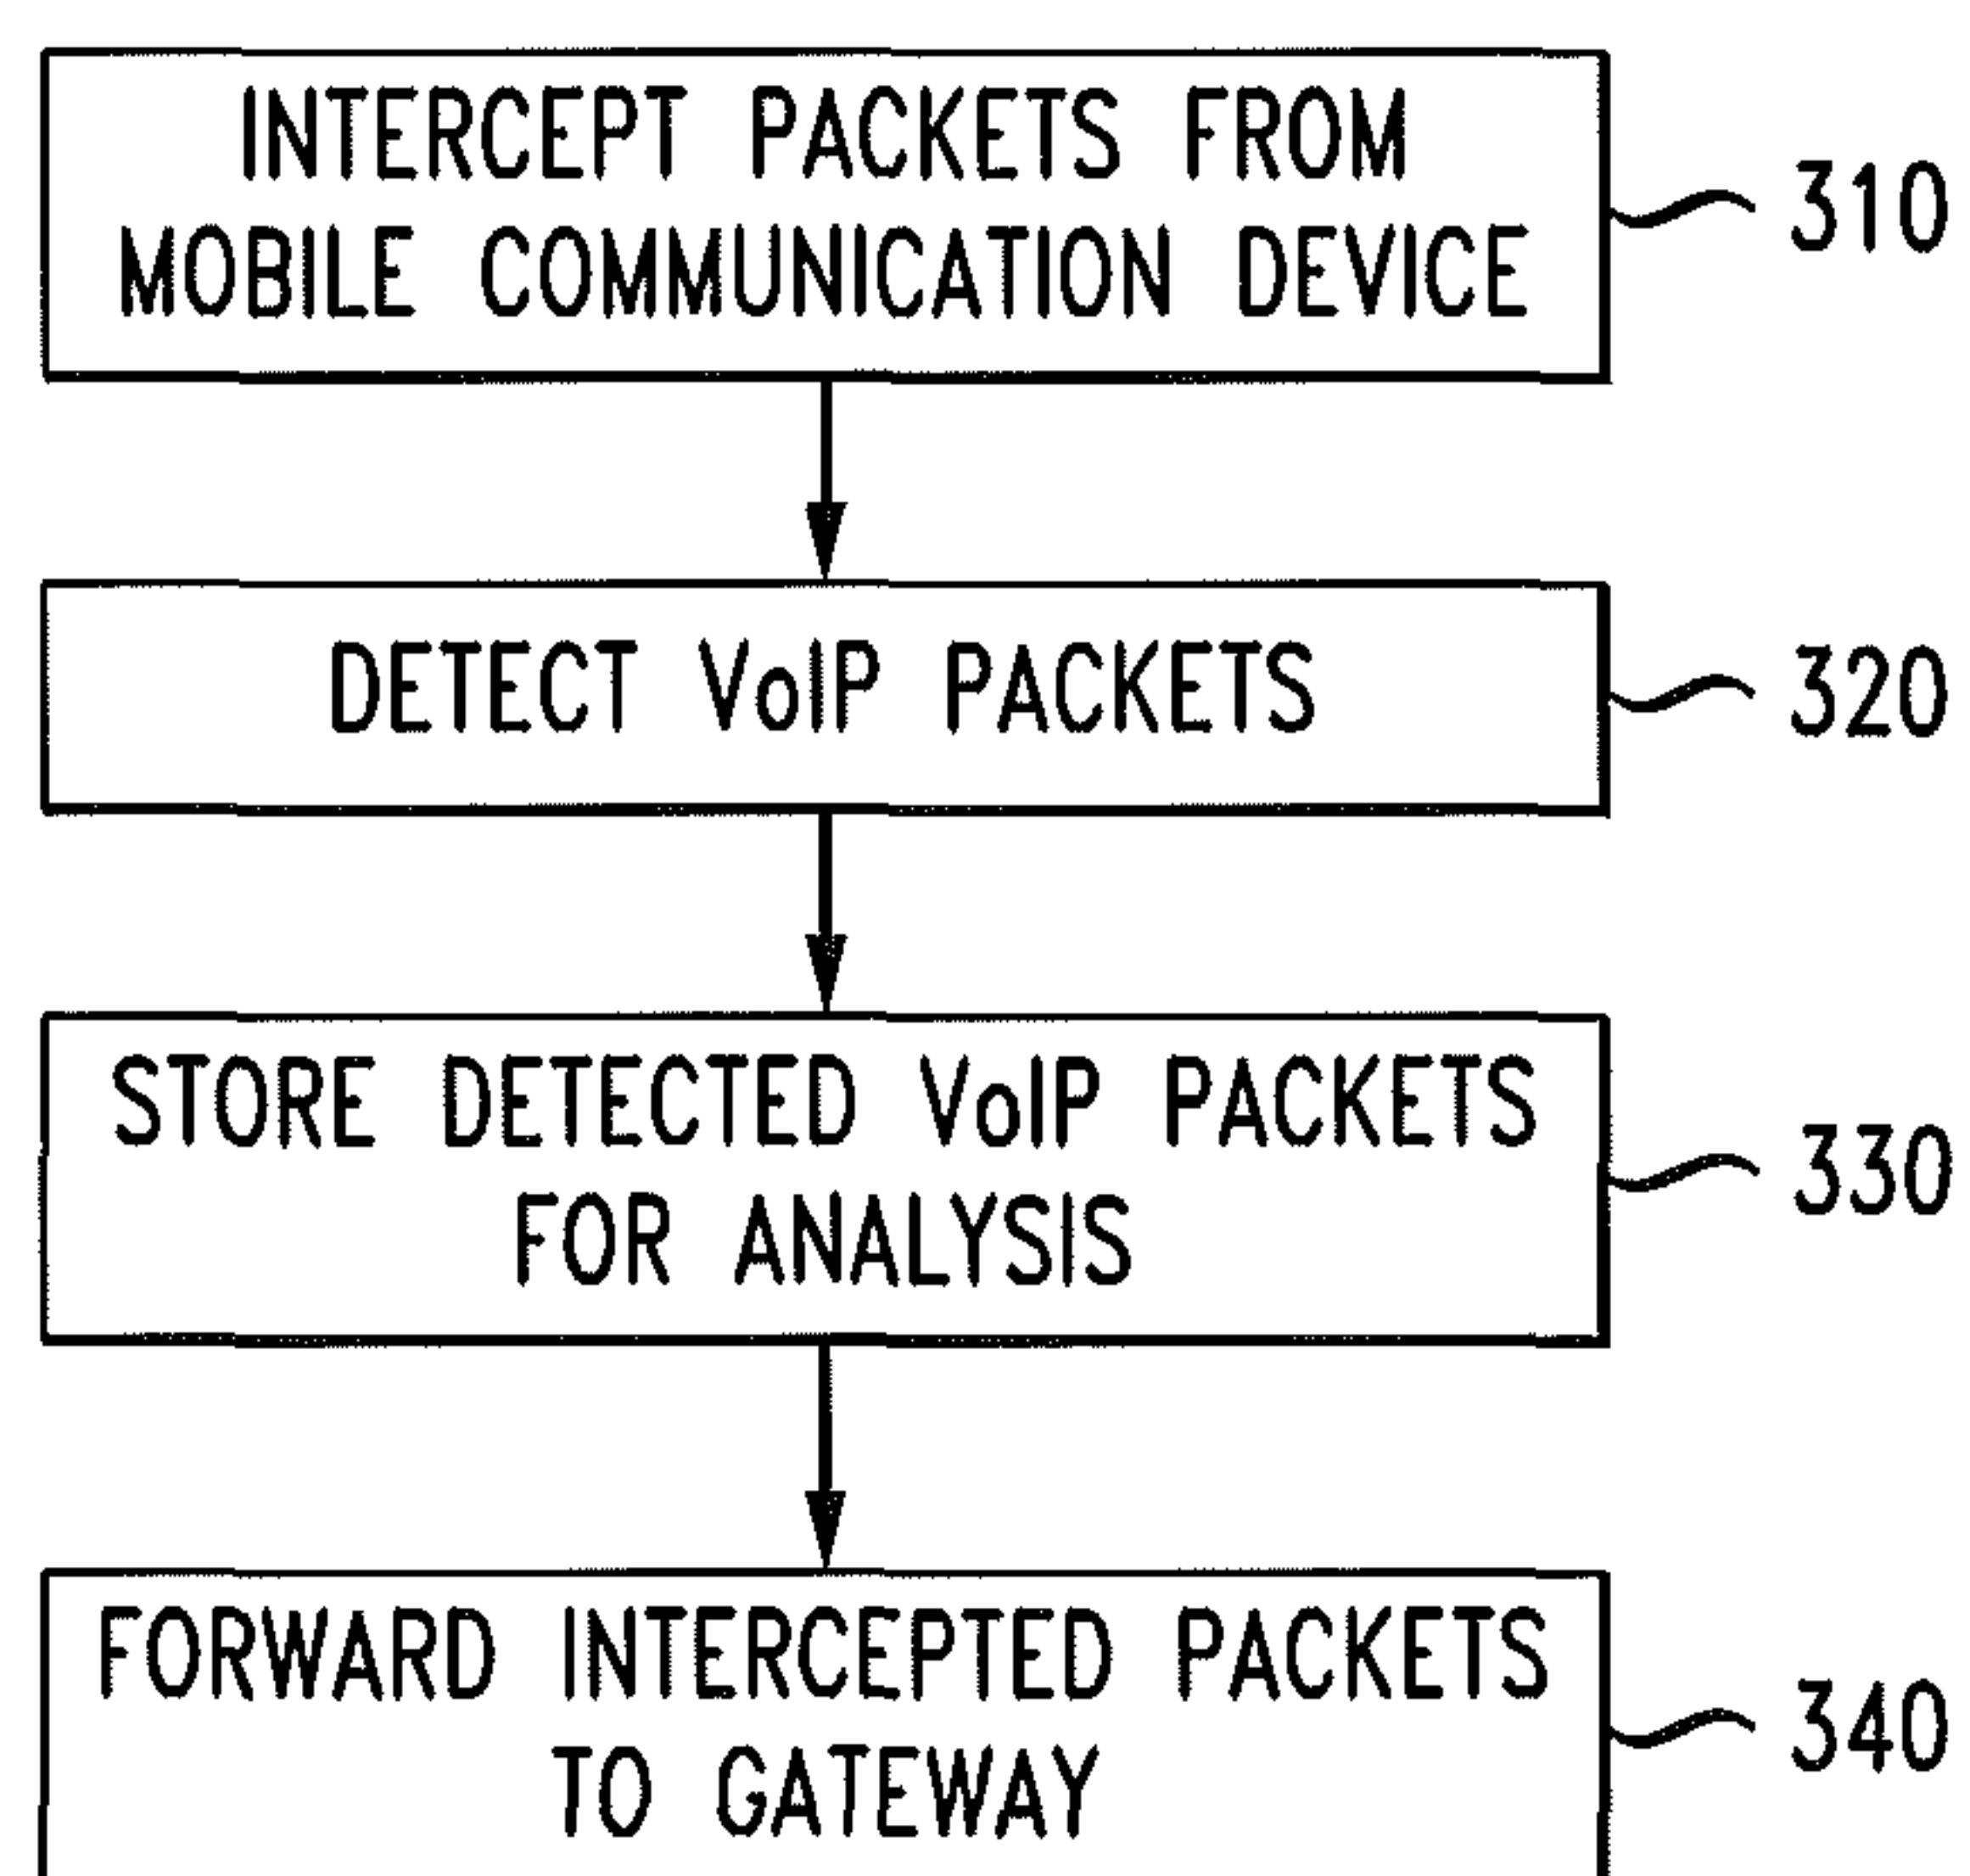 INTERCEPT PACKETS FROM
MOBILE COMMUNICATION DEVICE
310
DETECT VoIP PACKETS
320
STORE DETECTED VoIP PACKETS
FOR ANALYSIS
330
FORWARD INTERCEPTED PACKETS
TO GATEWAY
340